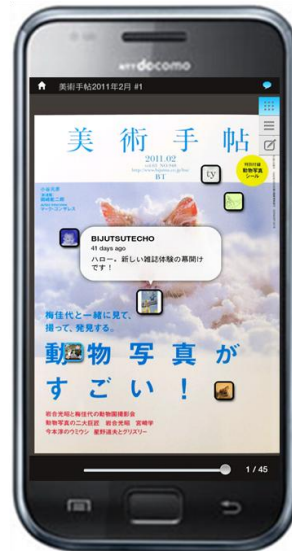 NTT docomo
美術手帖2011年2月 #1
美術手帖
2011.02
BT
特別付録
動物写真
シール
ty
BIJUTSUTECHO
41 days ago
ハロー。新しい雑誌体験の幕開け
です！
梅佳代と一緒に見て、
撮って、発見する。
動物写真が
すごい！
岩合光昭と梅佳代の動物園撮影会
動物写真の二大巨匠 岩合光昭 宮崎学
今本淳のウミウシ 星野道夫とグリズリー
1 / 45